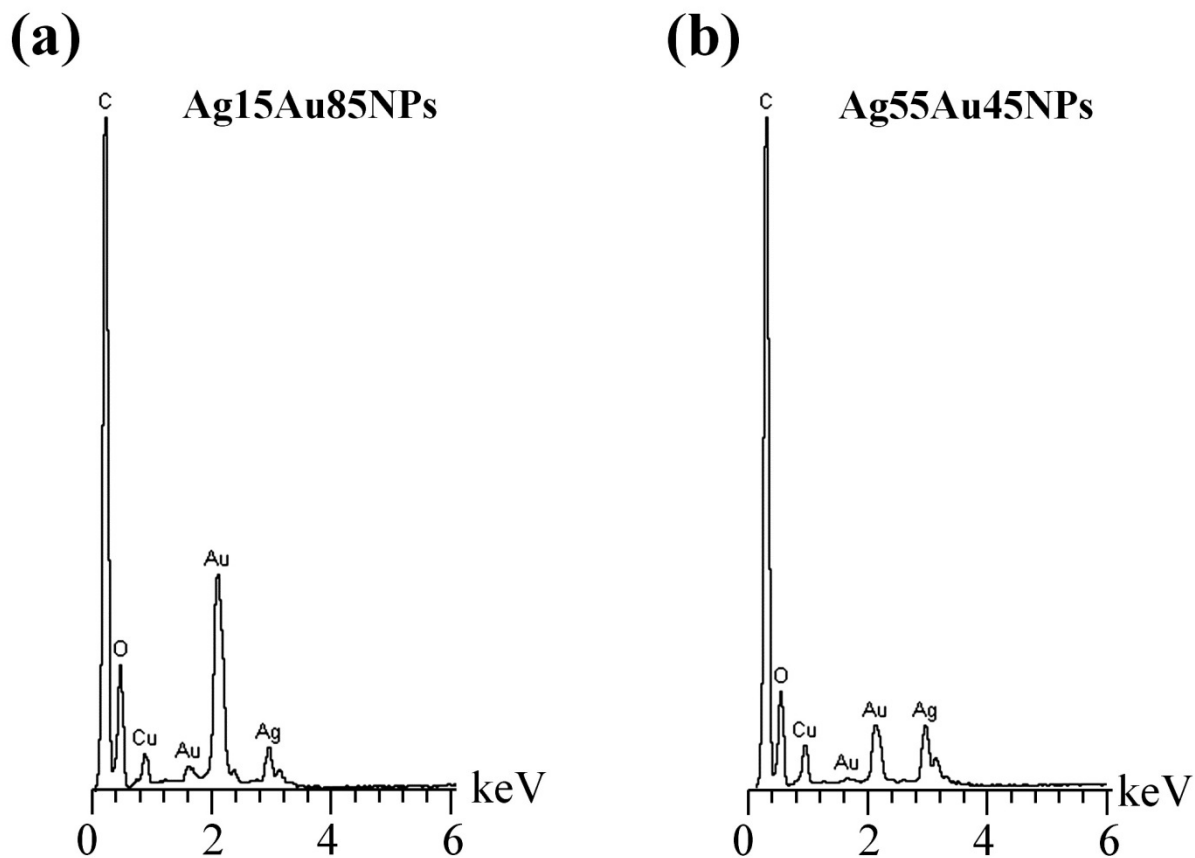 (a)
Ag15Au85NPs
C
O
Cu
Au
Au
Ag
keV
0 2 4 6
(b)
Ag55Au45NPs
C
O
Cu
Au
Au
Ag
keV
0 2 4 6